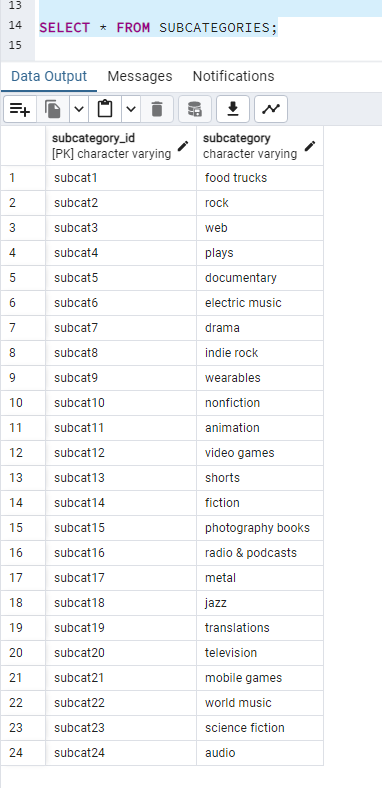 13
14 SELECT * FROM SUBCATEGORIES;
15
Data Output Messages Notifications
subcategory_id subcategory
[PK] character varying character varying
1 subcat1 food trucks
2 subcat2 rock
3 subcat3 web
4 subcat4 plays
5 subcat5 documentary
6 subcat6 electric music
7 subcat7 drama
8 subcat8 indie rock
9 subcat9 wearables
10 subcat10 nonfiction
11 subcat11 animation
12 subcat12 video games
13 subcat13 shorts
14 subcat14 fiction
15 subcat15 photography books
16 subcat16 radio & podcasts
17 subcat17 metal
18 subcat18 jazz
19 subcat19 translations
20 subcat20 television
21 subcat21 mobile games
22 subcat22 world music
23 subcat23 science fiction
24 subcat24 audio